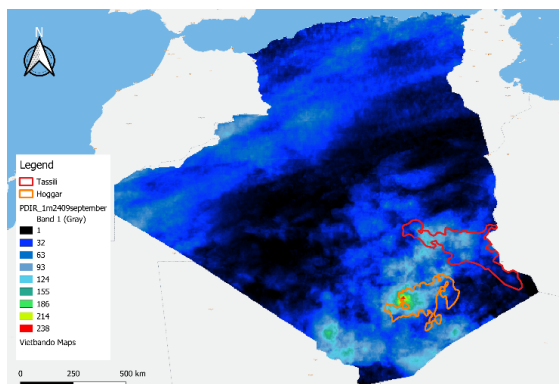 Legend
Tassili
Hoggar
PDIR_1m2409september
Band 1 (Gray)
1
32
63
93
124
155
186
214
238
Vietbando Maps
0 250 500 km